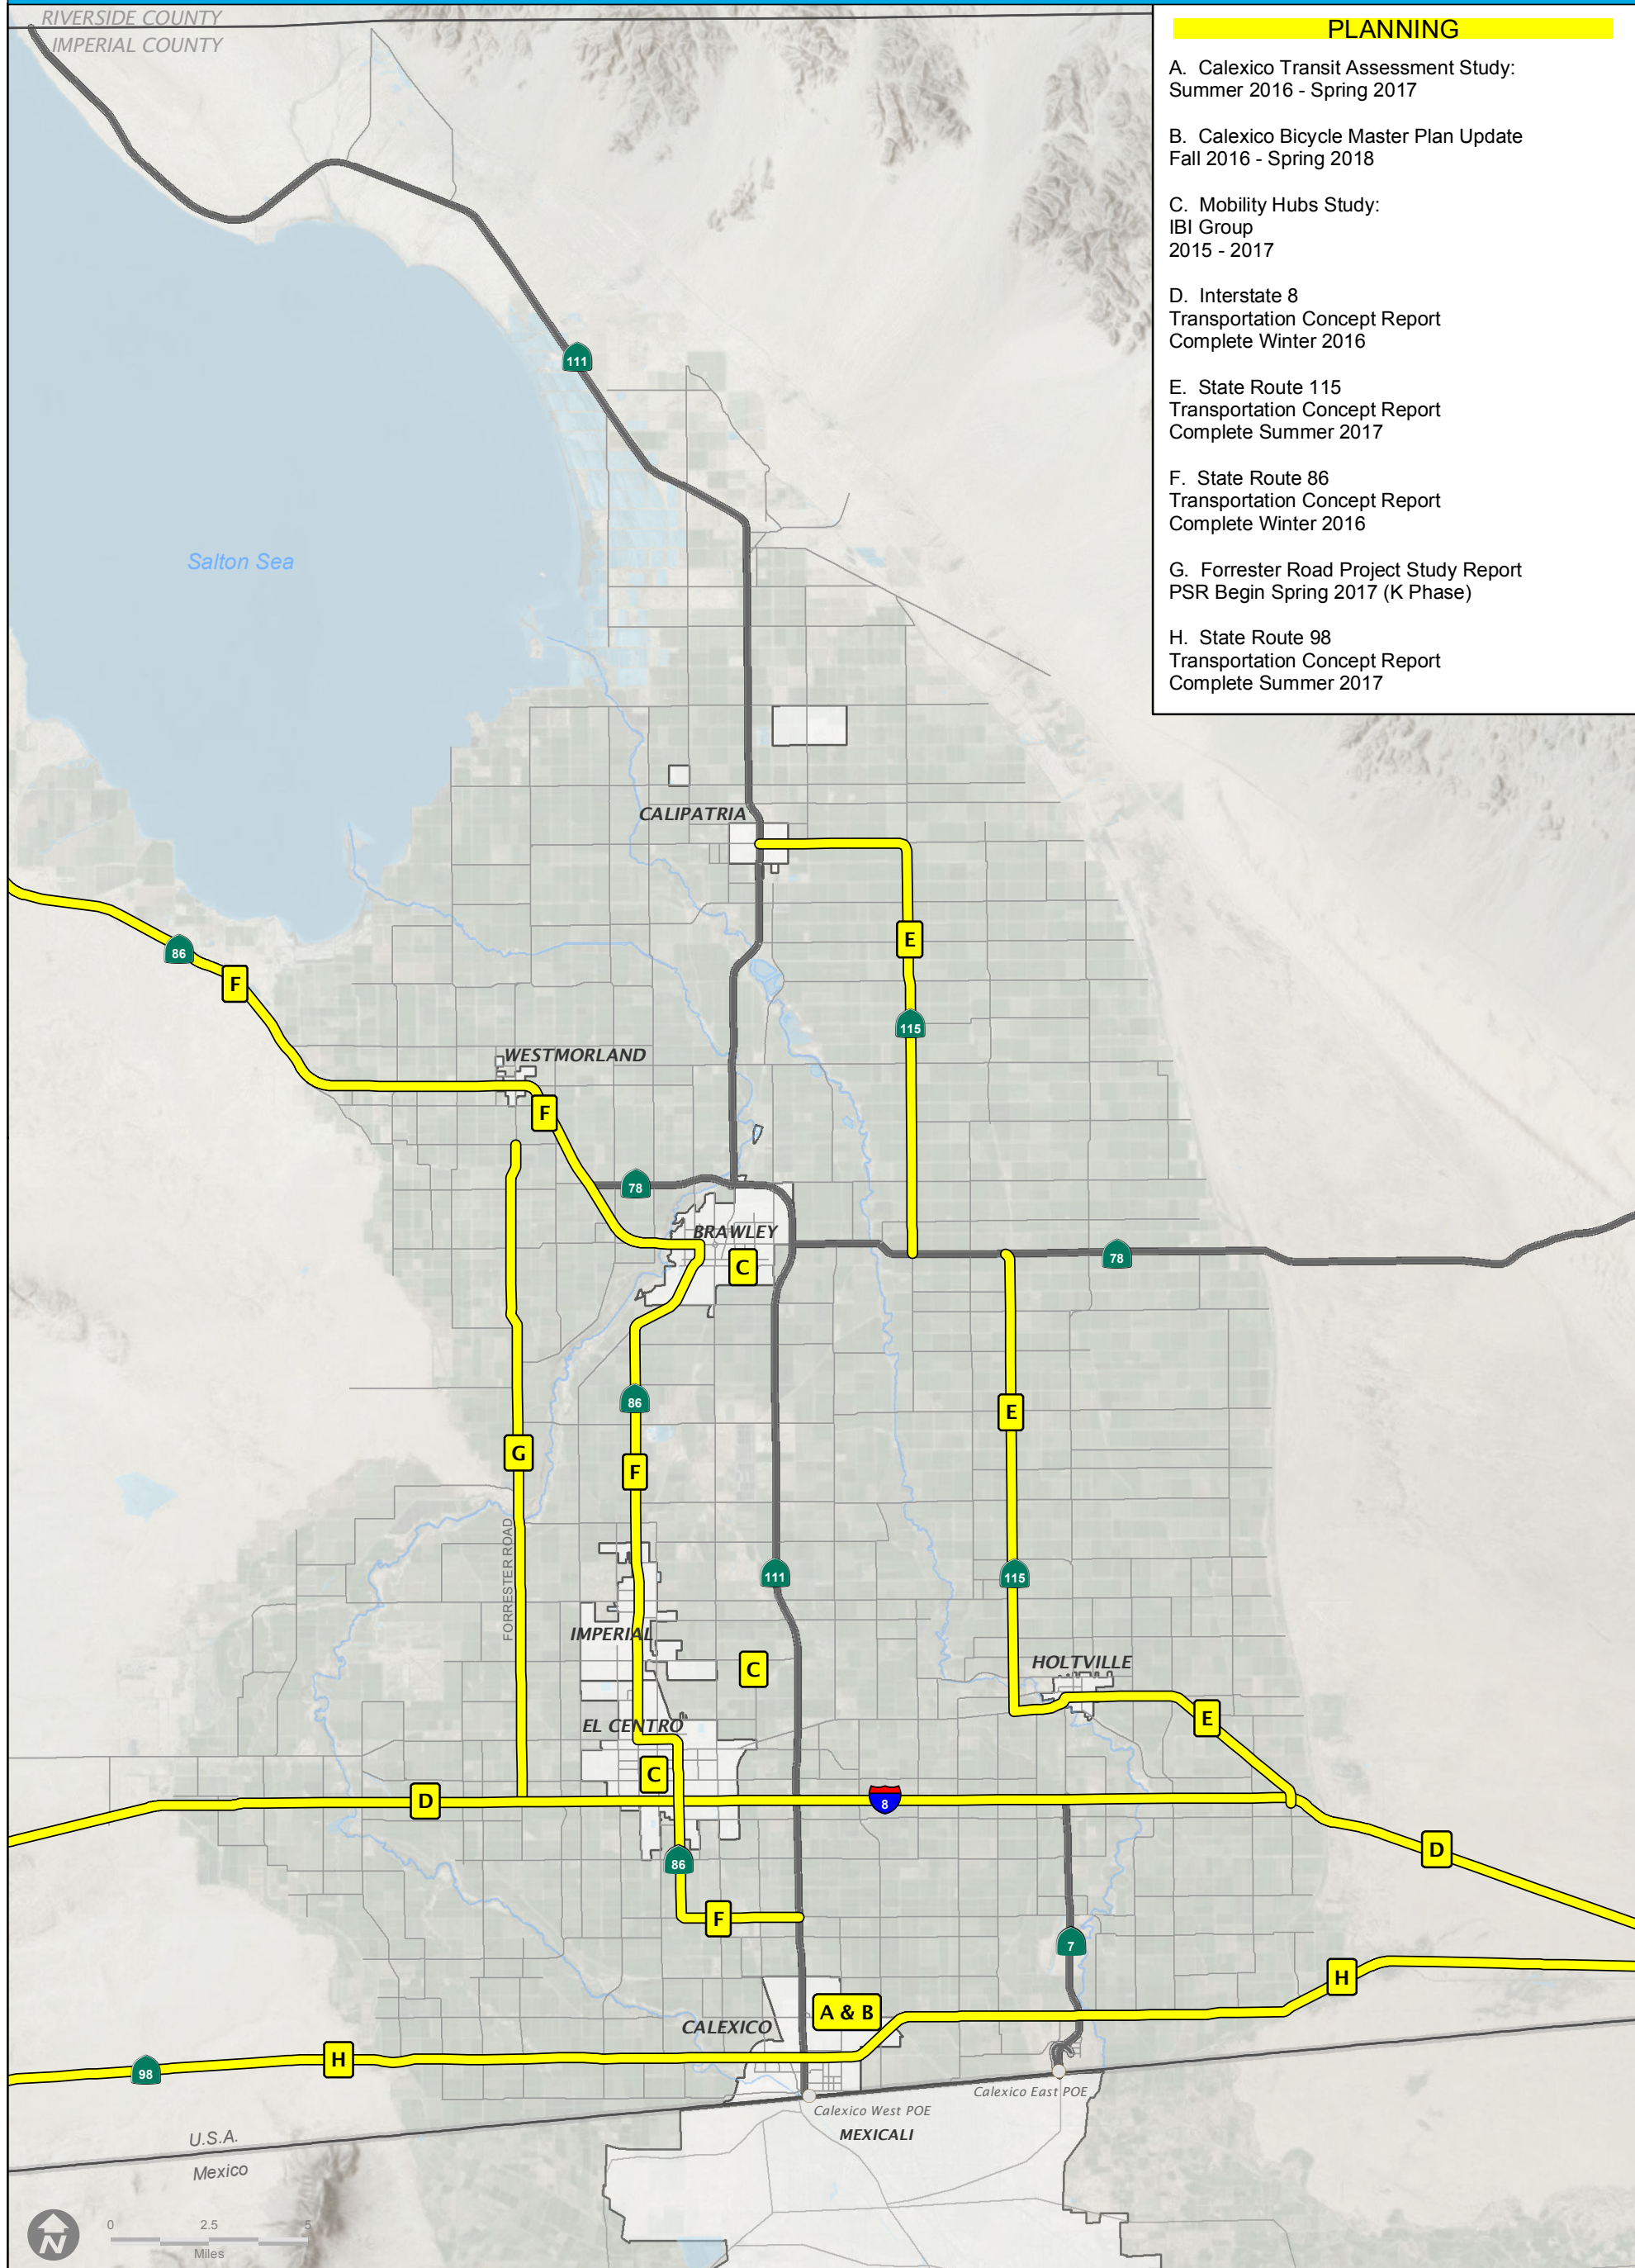 RIVERSIDE COUNTY
IMPERIAL COUNTY
PLANNING
A. Calexico Transit Assessment Study:
Summer 2016 - Spring 2017
B. Calexico Bicycle Master Plan Update
Fall 2016 - Spring 2018
C. Mobility Hubs Study:
IBI Group
2015 - 2017
D. Interstate 8
Transportation Concept Report
Complete Winter 2016
E. State Route 115
Transportation Concept Report
Complete Summer 2017
F. State Route 86
Transportation Concept Report
Complete Winter 2016
G. Forrester Road Project Study Report
PSR Begin Spring 2017 (K Phase)
H. State Route 98
Transportation Concept Report
Complete Summer 2017
111
Salton Sea
CALIPATRIA
E
86
F
115
WESTMORLAND
F
78
BRAWLEY
78
C
86
E
G
F
FORRESTER ROAD
111
115
IMPERIAL
C
HOLTVILLE
E
EL CENTRO
C
D
8
D
86
F
7
H
A & B
CALEXICO
H
98
Calexico East POE
Calexico West POE
MEXICALI
U.S.A.
Mexico
N
0 2.5 5
Miles